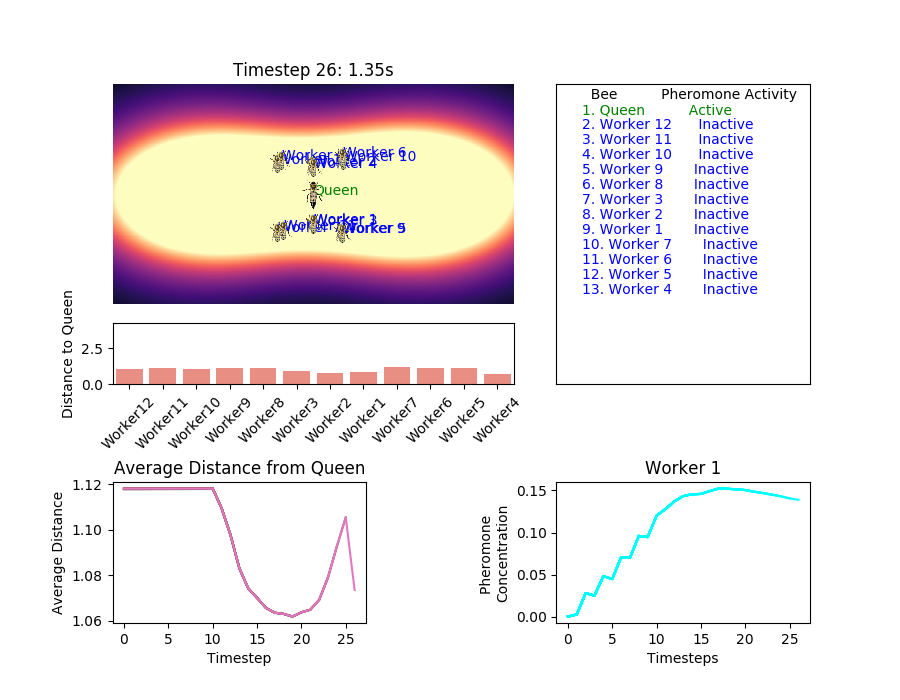 Timestep 26: 1.35s
Worker 6
Worker 10
Worker 4
Queen
Worker 3
Worker 9
Bee Pheromone Activity
1. Queen Active
2. Worker 12 Inactive
3. Worker 11 Inactive
4. Worker 10 Inactive
5. Worker 9 Inactive
6. Worker 8 Inactive
7. Worker 3 Inactive
8. Worker 2 Inactive
9. Worker 1 Inactive
10. Worker 7 Inactive
11. Worker 6 Inactive
12. Worker 5 Inactive
13. Worker 4 Inactive
Distance to Queen
2.5
0.0
Worker12 Worker11 Worker10 Worker9 Worker8 Worker3 Worker2 Worker1 Worker7 Worker6 Worker5 Worker4
Average Distance from Queen
Average Distance
1.12
1.10
1.08
1.06
0 5 10 15 20 25
Timestep
Worker 1
Pheromone
Concentration
0.15
0.10
0.05
0.00
0 5 10 15 20 25
Timesteps